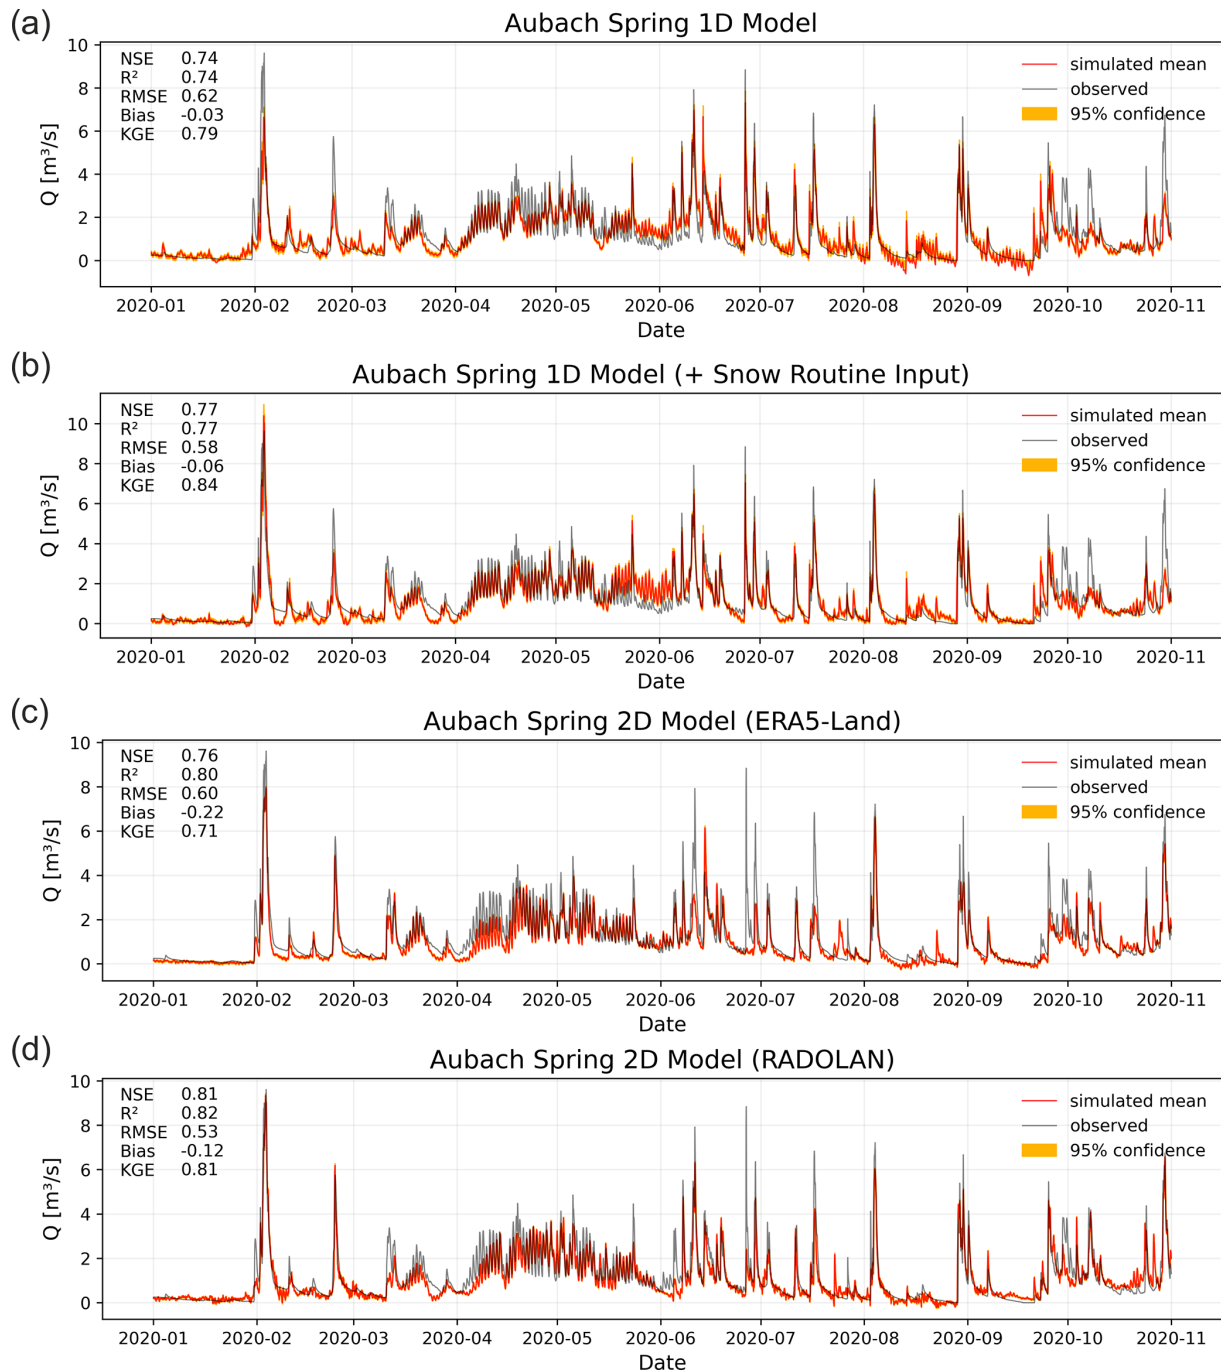 (a)
Aubach Spring 1D Model
NSE 0.74
R² 0.74
RMSE 0.62
Bias -0.03
KGE 0.79
simulated mean
observed
95% confidence
Q [m³/s]
10
8
6
4
2
0
2020-01 2020-02 2020-03 2020-04 2020-05 2020-06 2020-07 2020-08 2020-09 2020-10 2020-11
Date
(b)
Aubach Spring 1D Model (+ Snow Routine Input)
NSE 0.77
R² 0.77
RMSE 0.58
Bias -0.06
KGE 0.84
simulated mean
observed
95% confidence
Q [m³/s]
10
8
6
4
2
0
2020-01 2020-02 2020-03 2020-04 2020-05 2020-06 2020-07 2020-08 2020-09 2020-10 2020-11
Date
(c)
Aubach Spring 2D Model (ERA5-Land)
NSE 0.76
R² 0.80
RMSE 0.60
Bias -0.22
KGE 0.71
simulated mean
observed
95% confidence
Q [m³/s]
10
8
6
4
2
0
2020-01 2020-02 2020-03 2020-04 2020-05 2020-06 2020-07 2020-08 2020-09 2020-10 2020-11
Date
(d)
Aubach Spring 2D Model (RADOLAN)
NSE 0.81
R² 0.82
RMSE 0.53
Bias -0.12
KGE 0.81
simulated mean
observed
95% confidence
Q [m³/s]
10
8
6
4
2
0
2020-01 2020-02 2020-03 2020-04 2020-05 2020-06 2020-07 2020-08 2020-09 2020-10 2020-11
Date